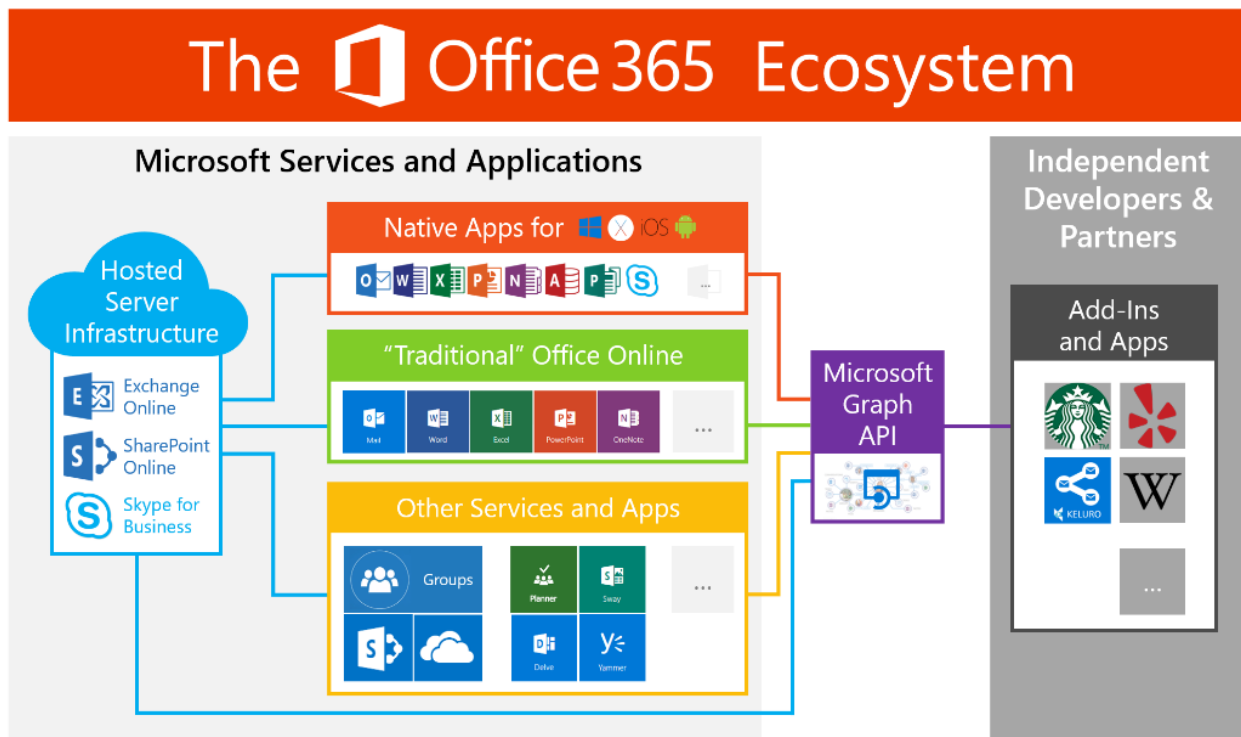 The Office 365 Ecosystem
Microsoft Services and Applications
Independent
Developers &
Partners
Hosted
Server
Infrastructure
E
Exchange
Online
S
SharePoint
Online
S
Skype for
Business
Native Apps for X iOS
O W X P N A P S ...
"Traditional" Office Online
O W X P N
Mail Word Excel PowerPoint OneNote ...
Other Services and Apps
Groups
Planner
S
Sway
...
S
D
Delve
Yammer
Microsoft
Graph
API
Add-Ins
and Apps
TM
KELURO
W
...